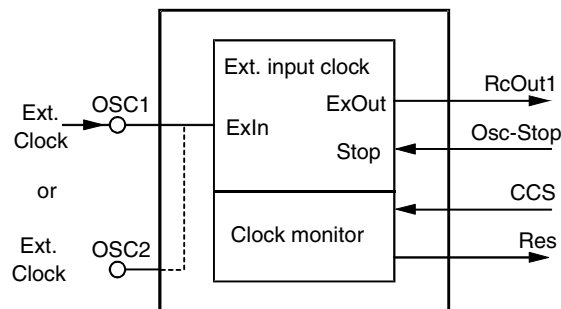 Ext.
Clock
OSC1
or
Ext.
Clock
OSC2
Ext. input clock
ExOut
ExIn
Stop
Clock monitor
RcOut1
Osc-Stop
CCS
Res